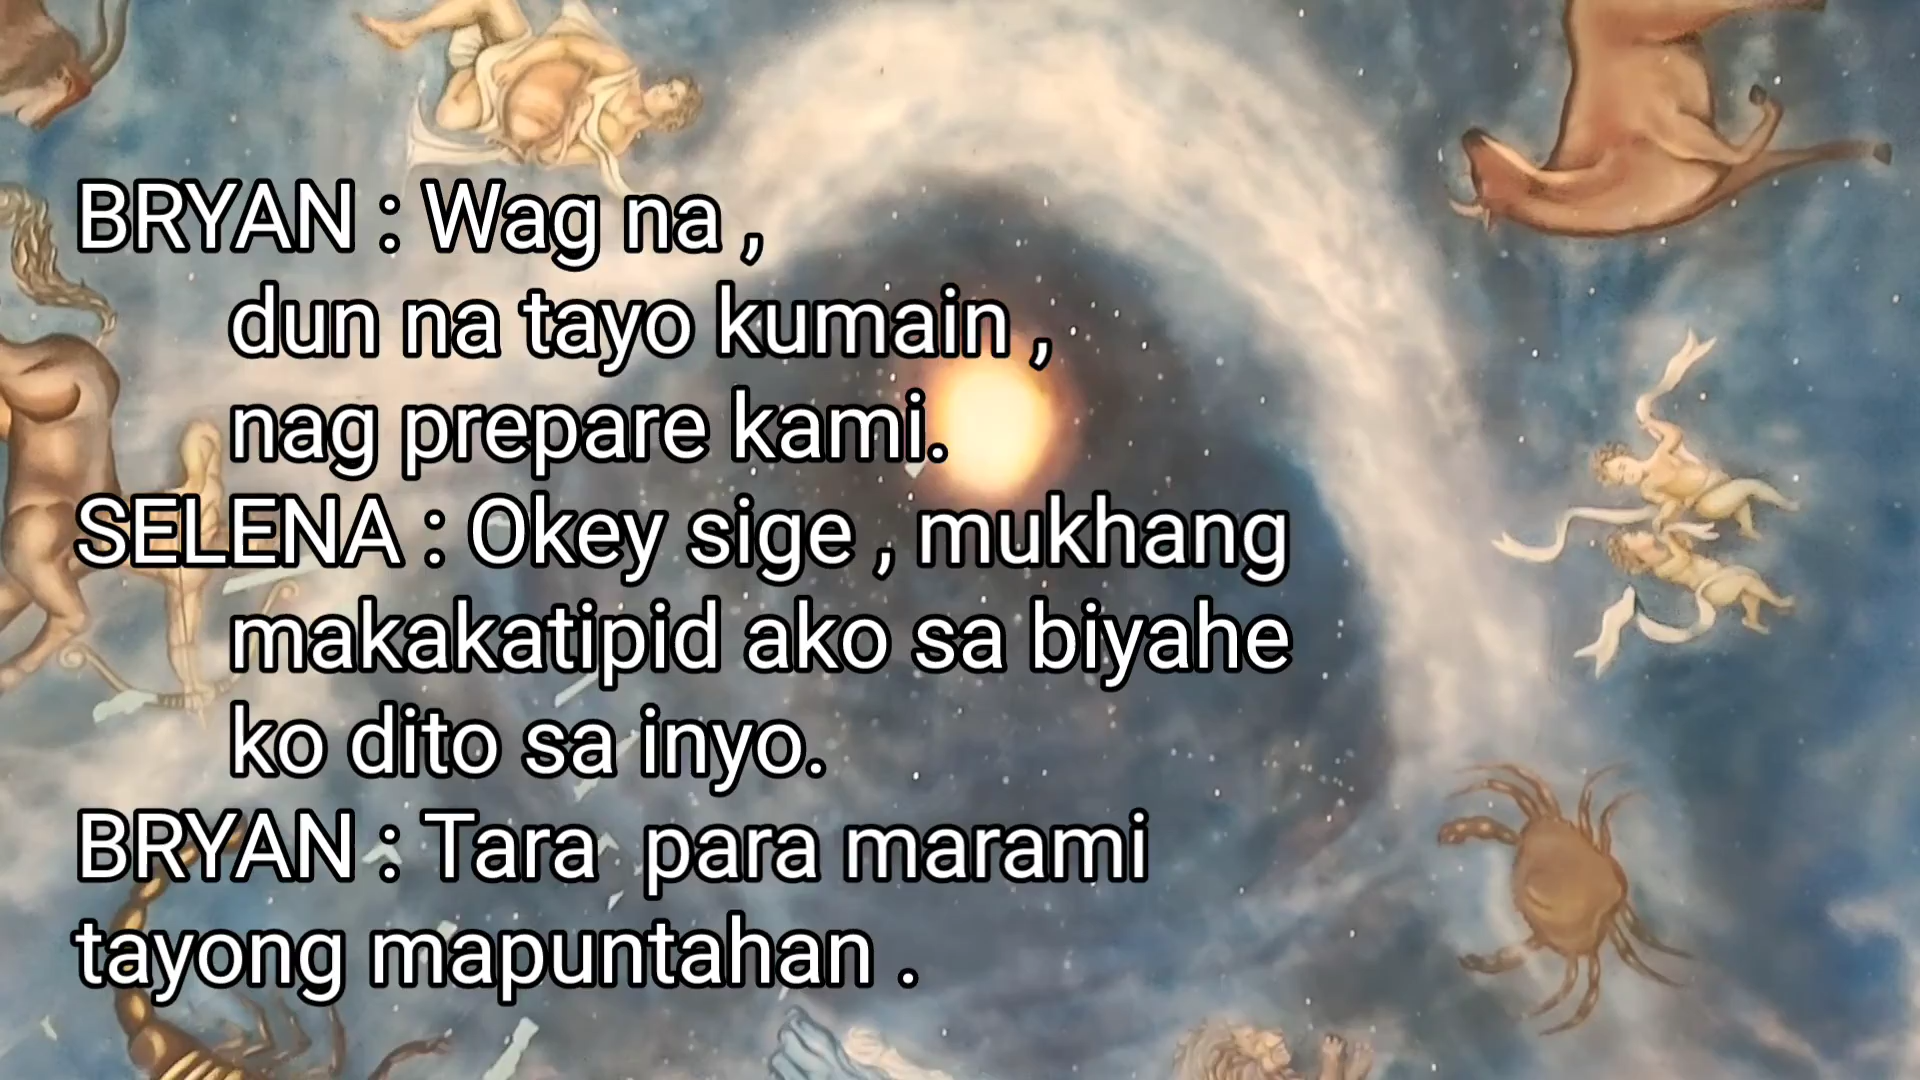 BRYAN : Wag na ,
dun na tayo kumain ,
nag prepare kami.
SELENA : Okey sige , mukhang
makakatipid ako sa biyahe
ko dito sa inyo.
BRYAN : Tara  para marami
tayong mapuntahan .